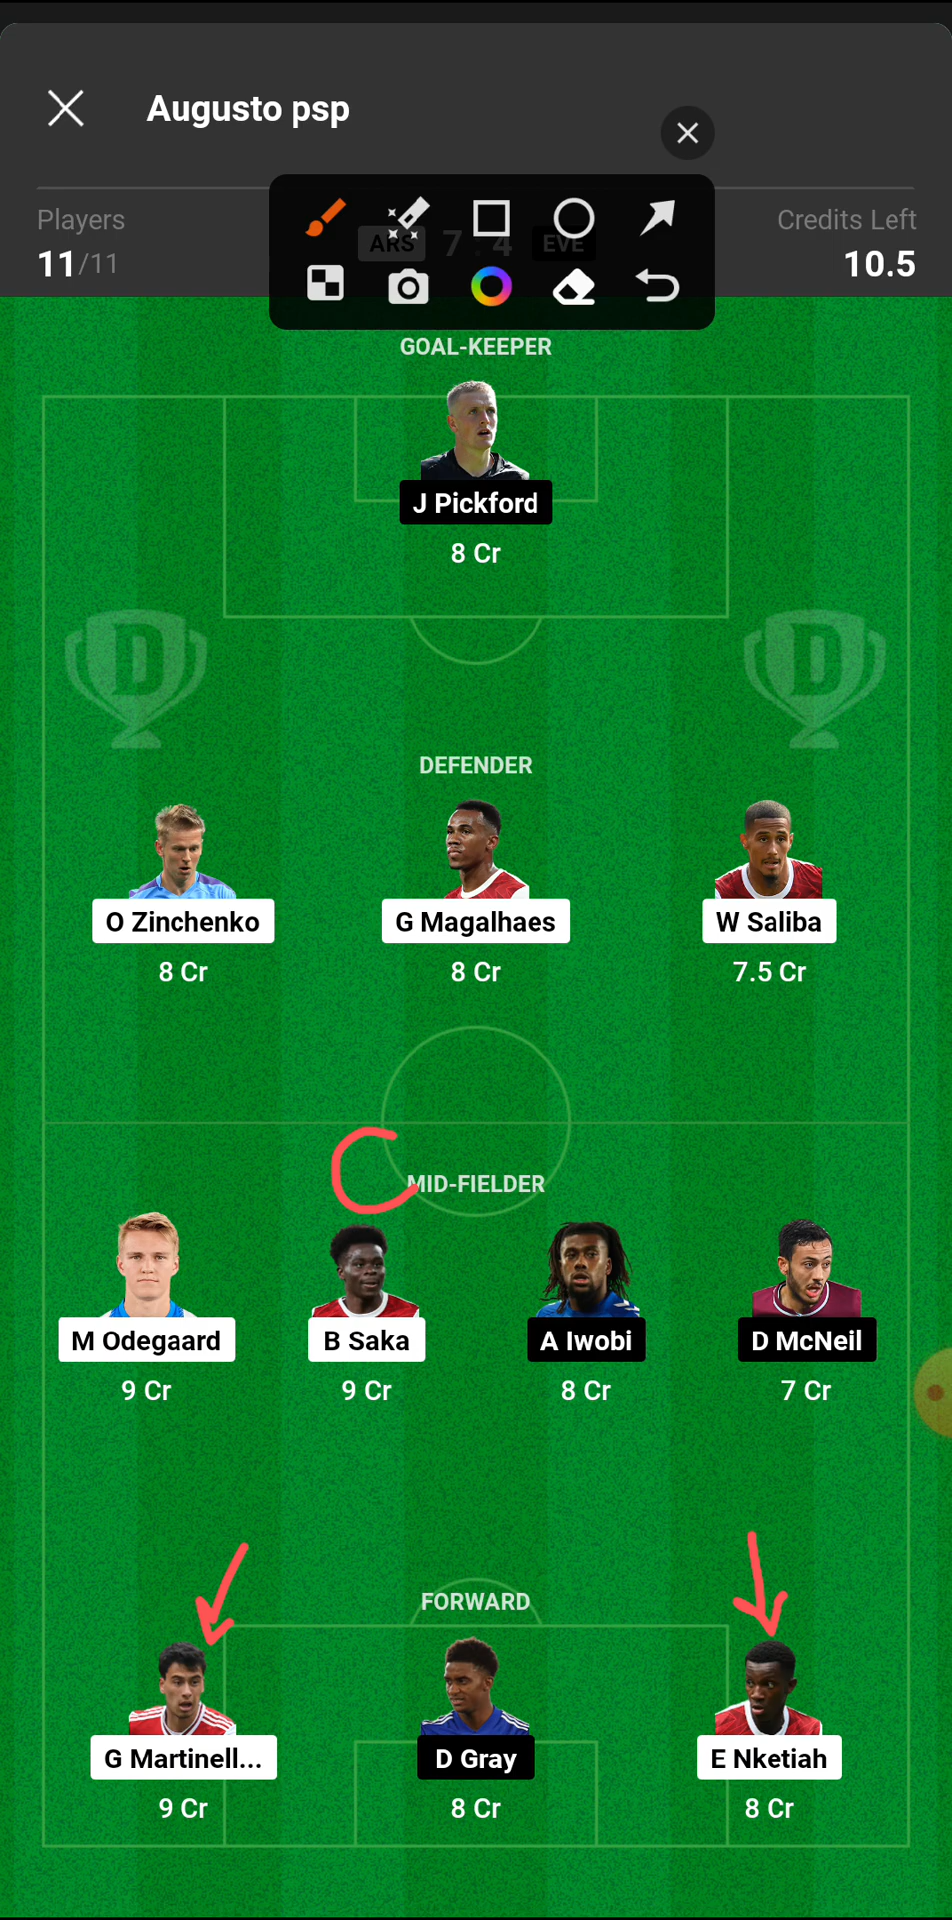 Augusto psp
Players
Credits Left
11/11
ARS 7 : 4 EVE
10.5
GOAL-KEEPER
J Pickford
8 Cr
D
D
DEFENDER
O Zinchenko G Magalhaes W Saliba
8 Cr 8 Cr 7.5 Cr
C
MID-FIELDER
M Odegaard B Saka A Iwobi D McNeil
9 Cr 9 Cr 8 Cr 7 Cr
FORWARD
G Martinell... D Gray E Nketiah
9 Cr 8 Cr 8 Cr